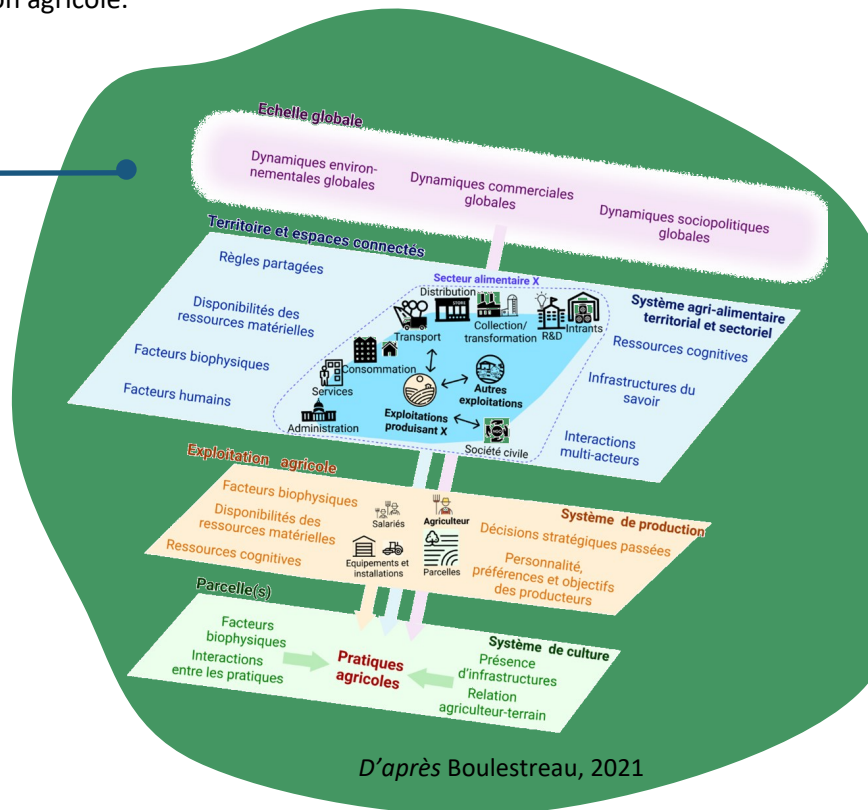 on agricole.
Echelle globale
Dynamiques environ-
nementales globales
Dynamiques commerciales
globales
Dynamiques sociopolitiques
globales
Territoire et espaces connectés
Règles partagées
Disponibilités des
ressources matérielles
Facteurs biophysiques
Facteurs humains
Secteur alimentaire X
Distribution
STORE
Transport
Collection/
transformation
R&D
Intrants
Consommation
Services
Administration
Exploitations
produisant X
Autres
exploitations
Société civile
Système agri-alimentaire
territorial et sectoriel
Ressources cognitives
Infrastructures du
savoir
Interactions
multi-acteurs
Exploitation agricole
Facteurs biophysiques
Disponibilités des
ressources matérielles
Ressources cognitives
Salariés
Agriculteur
Equipements et
installations
Parcelles
Système de production
Décisions stratégiques passées
Personnalité,
préférences et objectifs
des producteurs
Parcelle(s)
Facteurs
biophysiques
Interactions
entre les pratiques
Pratiques
agricoles
Système de culture
Présence
d'infrastructures
Relation
agriculteur-terrain
D'après Boulestreau, 2021